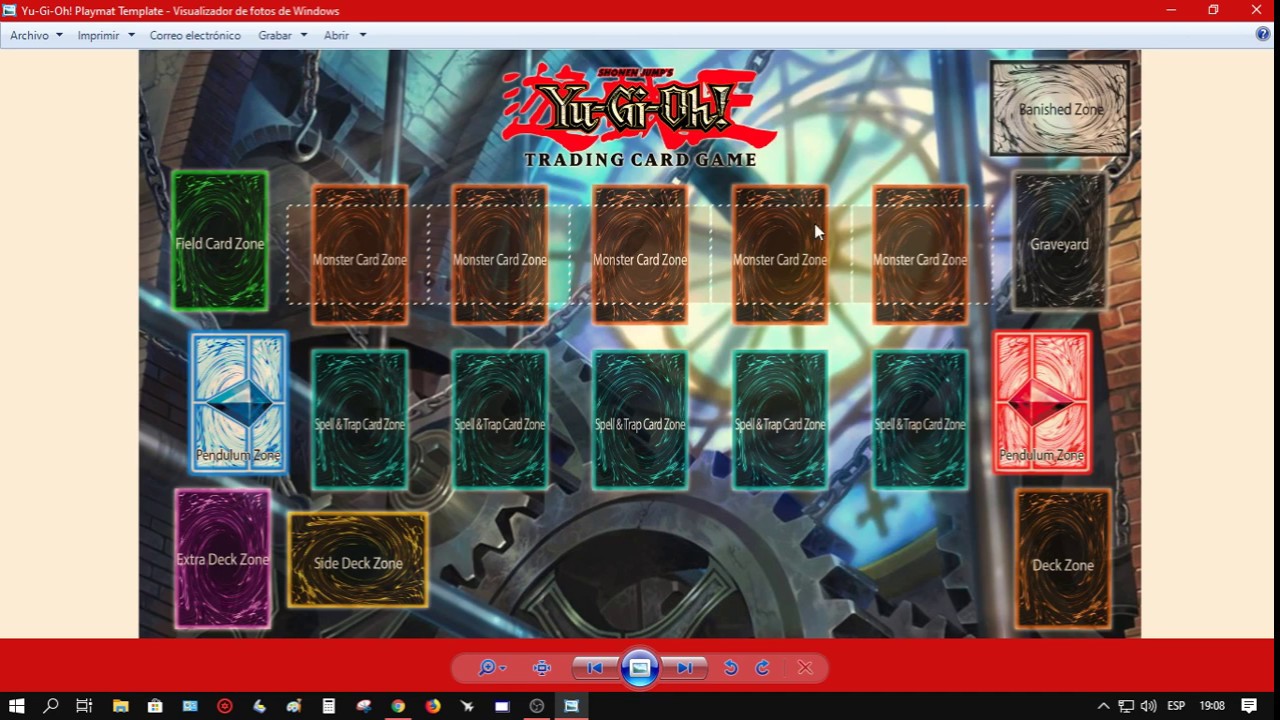 Yu-Gi-Oh! Playmat Template - Visualizador de fotos de Windows
Archivo Imprimir Correo electrónico Grabar Abrir
SHONEN JUMP'S
遊戯王
Yu-Gi-Oh!
TRADING CARD GAME
Banished Zone
Field Card Zone
Graveyard
Monster Card Zone Monster Card Zone Monster Card Zone Monster Card Zone Monster Card Zone
Spell & Trap Card Zone Spell & Trap Card Zone Spell & Trap Card Zone Spell & Trap Card Zone Spell & Trap Card Zone
Pendulum Zone Pendulum Zone
Extra Deck Zone Side Deck Zone Deck Zone
ESP 19:08